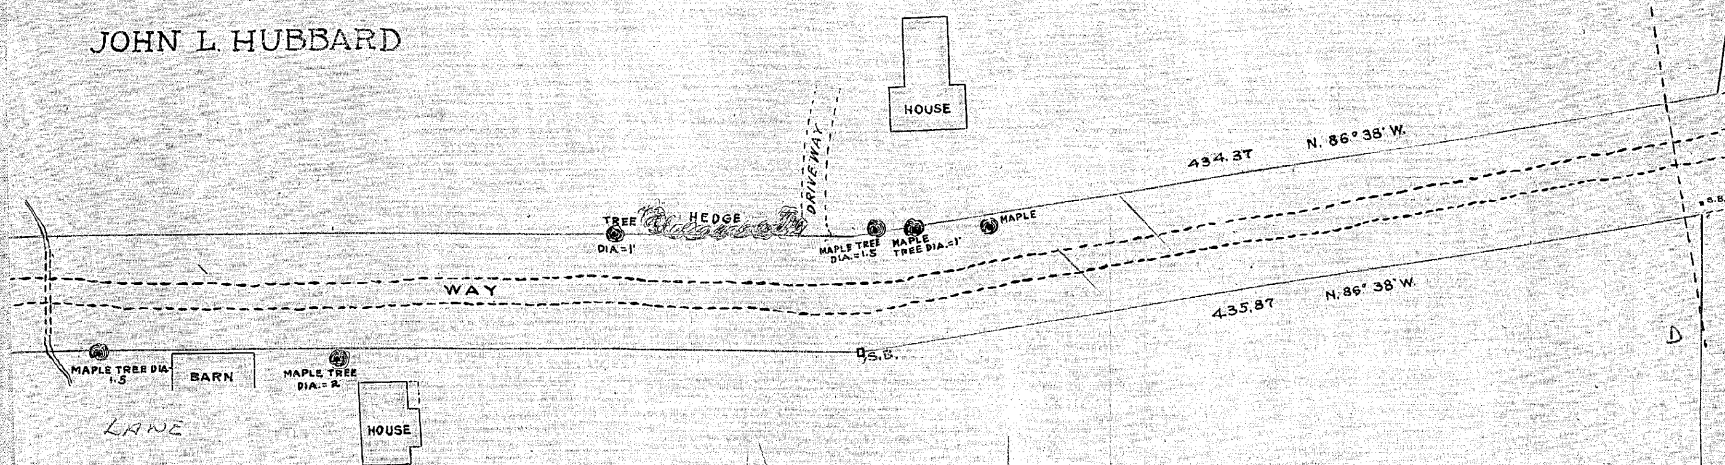 JOHN L. HUBBARD
HOUSE
DRIVEWAY
434.37 N. 86° 38' W.
TREE
DIA.=1'
HEDGE
MAPLE TREE
DIA.=1.5
MAPLE
TREE DIA.=1'
MAPLE
S.B.
WAY
435.87 N. 86° 38' W.
S.B.
D
MAPLE TREE DIA-
1.5
BARN
MAPLE TREE
DIA.=2
HOUSE
LANE